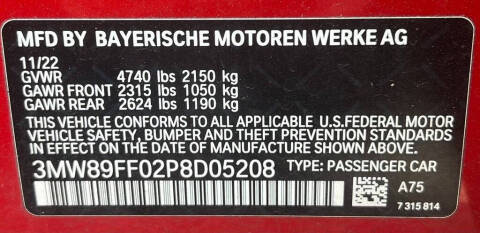 MFD BY BAYERISCHE MOTOREN WERKE AG
11/22
GVWR 4740 lbs 2150 kg
GAWR FRONT 2315 lbs 1050 kg
GAWR REAR 2624 lbs 1190 kg
THIS VEHICLE CONFORMS TO ALL APPLICABLE U.S.FEDERAL MOTOR
VEHICLE SAFETY, BUMPER AND THEFT PREVENTION STANDARDS
IN EFFECT ON THE DATE OF MANUFACTURE SHOWN ABOVE.
3MW89FF02P8D05208 TYPE: PASSENGER CAR
A75
7 315 814